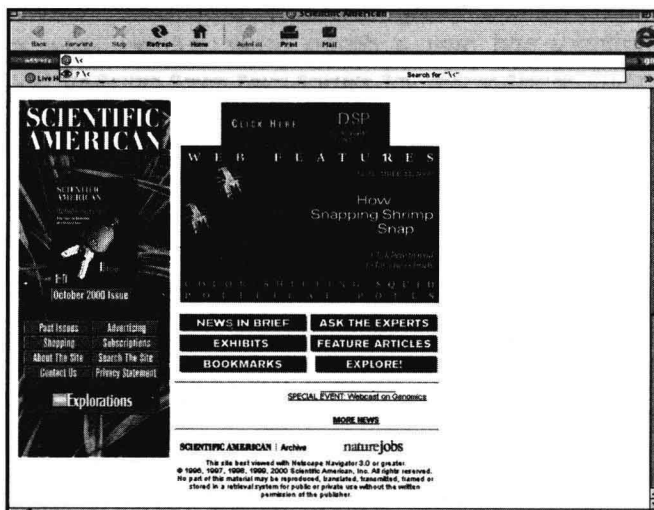 Scientific American
Back Forward Stop Refresh Home AutoFill Print Mail
Address: \<
? \< Search for "\<"
Live H
SCIENTIFIC
AMERICAN
SCIENTIFIC
AMERICAN
October 2000 Issue
Past Issues Advertising
Shopping Subscriptions
About The Site Search The Site
Contact Us Privacy Statement
Explorations
CLICK HERE DSP
WEB FEATURES
How
Snapping Shrimp
Snap
NEWS IN BRIEF ASK THE EXPERTS
EXHIBITS FEATURE ARTICLES
BOOKMARKS EXPLORE!
SPECIAL EVENT: Webcast on Genomics
MORE NEWS
SCIENTIFIC AMERICAN | Archive naturejobs
This site best viewed with Netscape Navigator 3.0 or greater.
© 1996, 1997, 1998, 1999, 2000 Scientific American, Inc. All rights reserved.
No part of this material may be reproduced, translated, transmitted, framed or
stored in a retrieval system for public or private use without the written
permission of the publisher.